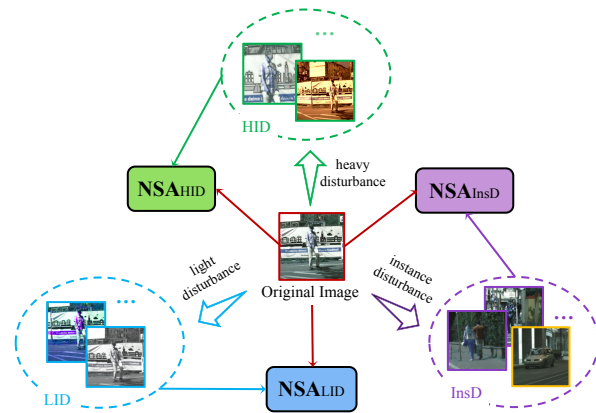 ...
HID
heavy
disturbance
NSAHID
NSAInsD
light
disturbance
Original Image
instance
disturbance
...
LID
NSALID
...
InsD